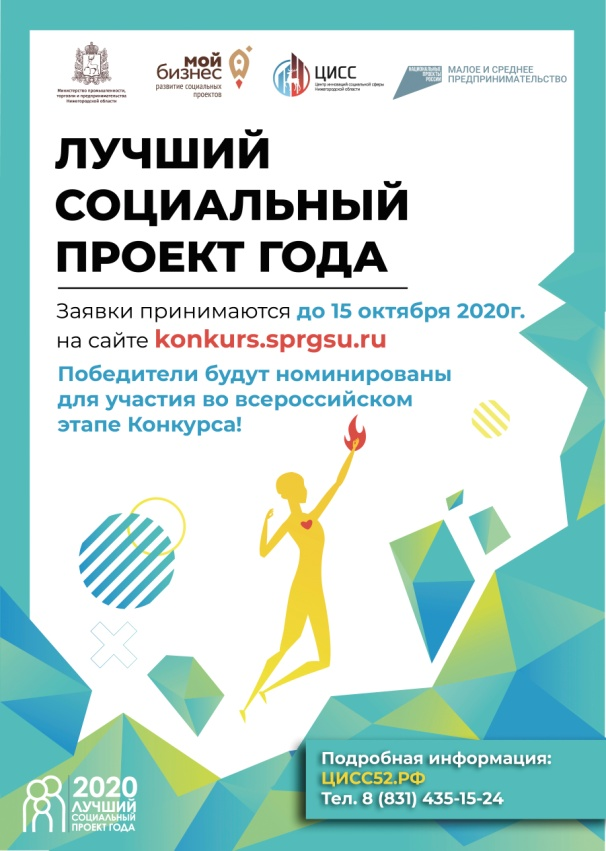 Министерство промышленности,
торговли и предпринимательства
Нижегородской области
МОЙ
бизнес
развитие социальных
проектов
ЦИСС
Центр инноваций социальной сферы
Нижегородской области
НАЦИОНАЛЬНЫЕ
ПРОЕКТЫ
РОССИИ
МАЛОЕ И СРЕДНЕЕ
ПРЕДПРИНИМАТЕЛЬСТВО
ЛУЧШИЙ
СОЦИАЛЬНЫЙ
ПРОЕКТ ГОДА
Заявки принимаются до 15 октября 2020г.
на сайте konkurs.sprgsu.ru
Победители будут номинированы
для участия во всероссийском
этапе Конкурса!
Подробная информация:
ЦИСС52.РФ
Тел. 8 (831) 435-15-24
2020
ЛУЧШИЙ
СОЦИАЛЬНЫЙ
ПРОЕКТ ГОДА